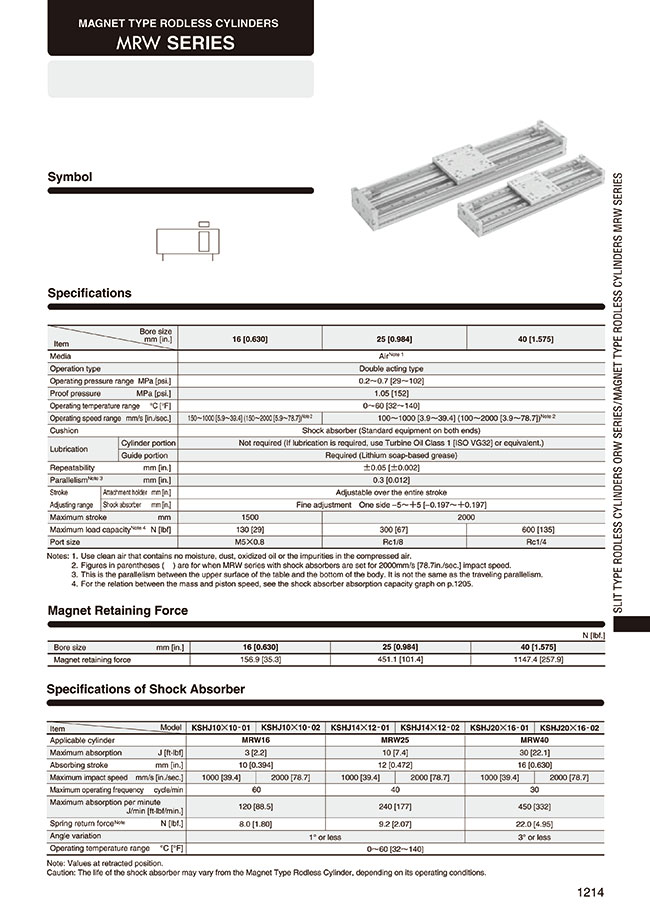 MAGNET TYPE RODLESS CYLINDERS
MRW SERIES
Symbol
Specifications
Item Bore size mm [in.] 16 [0.630] 25 [0.984] 40 [1.575]
Media Air Note 1
Operation type Double acting type
Operating pressure range MPa [psi.] 0.2～0.7 [29～102]
Proof pressure MPa [psi.] 1.05 [152]
Operating temperature range °C [°F] 0～60 [32～140]
Operating speed range mm/s [in./sec.] 150～1000 [5.9～39.4] (150～2000 [5.9～78.7]) Note 2 100～1000 [3.9～39.4] (100～2000 [3.9～78.7]) Note 2
Cushion Shock absorber (Standard equipment on both ends)
Lubrication Cylinder portion Not required (If lubrication is required, use Turbine Oil Class 1 [ISO VG32] or equivalent.)
Guide portion Required (Lithium soap-based grease)
Repeatability mm [in.] ±0.05 [±0.002]
Parallelism Note 3 mm [in.] 0.3 [0.012]
Stroke Attachment holder mm [in.] Adjustable over the entire stroke
Adjusting range Shock absorber mm [in.] Fine adjustment One side −5～+5 [−0.197～+0.197]
Maximum stroke mm 1500 2000
Maximum load capacity Note 4 N [lbf] 130 [29] 300 [67] 600 [135]
Port size M5×0.8 Rc1/8 Rc1/4
Notes: 1. Use clean air that contains no moisture, dust, oxidized oil or the impurities in the compressed air.
2. Figures in parentheses ( ) are for when MRW series with shock absorbers are set for 2000mm/s [78.7in./sec.] impact speed.
3. This is the parallelism between the upper surface of the table and the bottom of the body. It is not the same as the traveling parallelism.
4. For the relation between the mass and piston speed, see the shock absorber absorption capacity graph on p.1205.
Magnet Retaining Force
N [lbf.]
Bore size mm [in.] 16 [0.630] 25 [0.984] 40 [1.575]
Magnet retaining force 156.9 [35.3] 451.1 [101.4] 1147.4 [257.9]
Specifications of Shock Absorber
Item Model KSHJ10×10-01 KSHJ10×10-02 KSHJ14×12-01 KSHJ14×12-02 KSHJ20×16-01 KSHJ20×16-02
Applicable cylinder MRW16 MRW25 MRW40
Maximum absorption J [ft·lbf] 3 [2.2] 10 [7.4] 30 [22.1]
Absorbing stroke mm [in.] 10 [0.394] 12 [0.472] 16 [0.630]
Maximum impact speed mm/s [in./sec.] 1000 [39.4] 2000 [78.7] 1000 [39.4] 2000 [78.7] 1000 [39.4] 2000 [78.7]
Maximum operating frequency cycle/min 60 40 30
Maximum absorption per minute J/min [ft·lbf/min.] 120 [88.5] 240 [177] 450 [332]
Spring return force Note N [lbf.] 8.0 [1.80] 9.2 [2.07] 22.0 [4.95]
Angle variation 1° or less 3° or less
Operating temperature range °C [°F] 0～60 [32～140]
Note: Values at retracted position.
Caution: The life of the shock absorber may vary from the Magnet Type Rodless Cylinder, depending on its operating conditions.
SLIT TYPE RODLESS CYLINDERS ORW SERIES/MAGNET TYPE RODLESS CYLINDERS MRW SERIES
1214